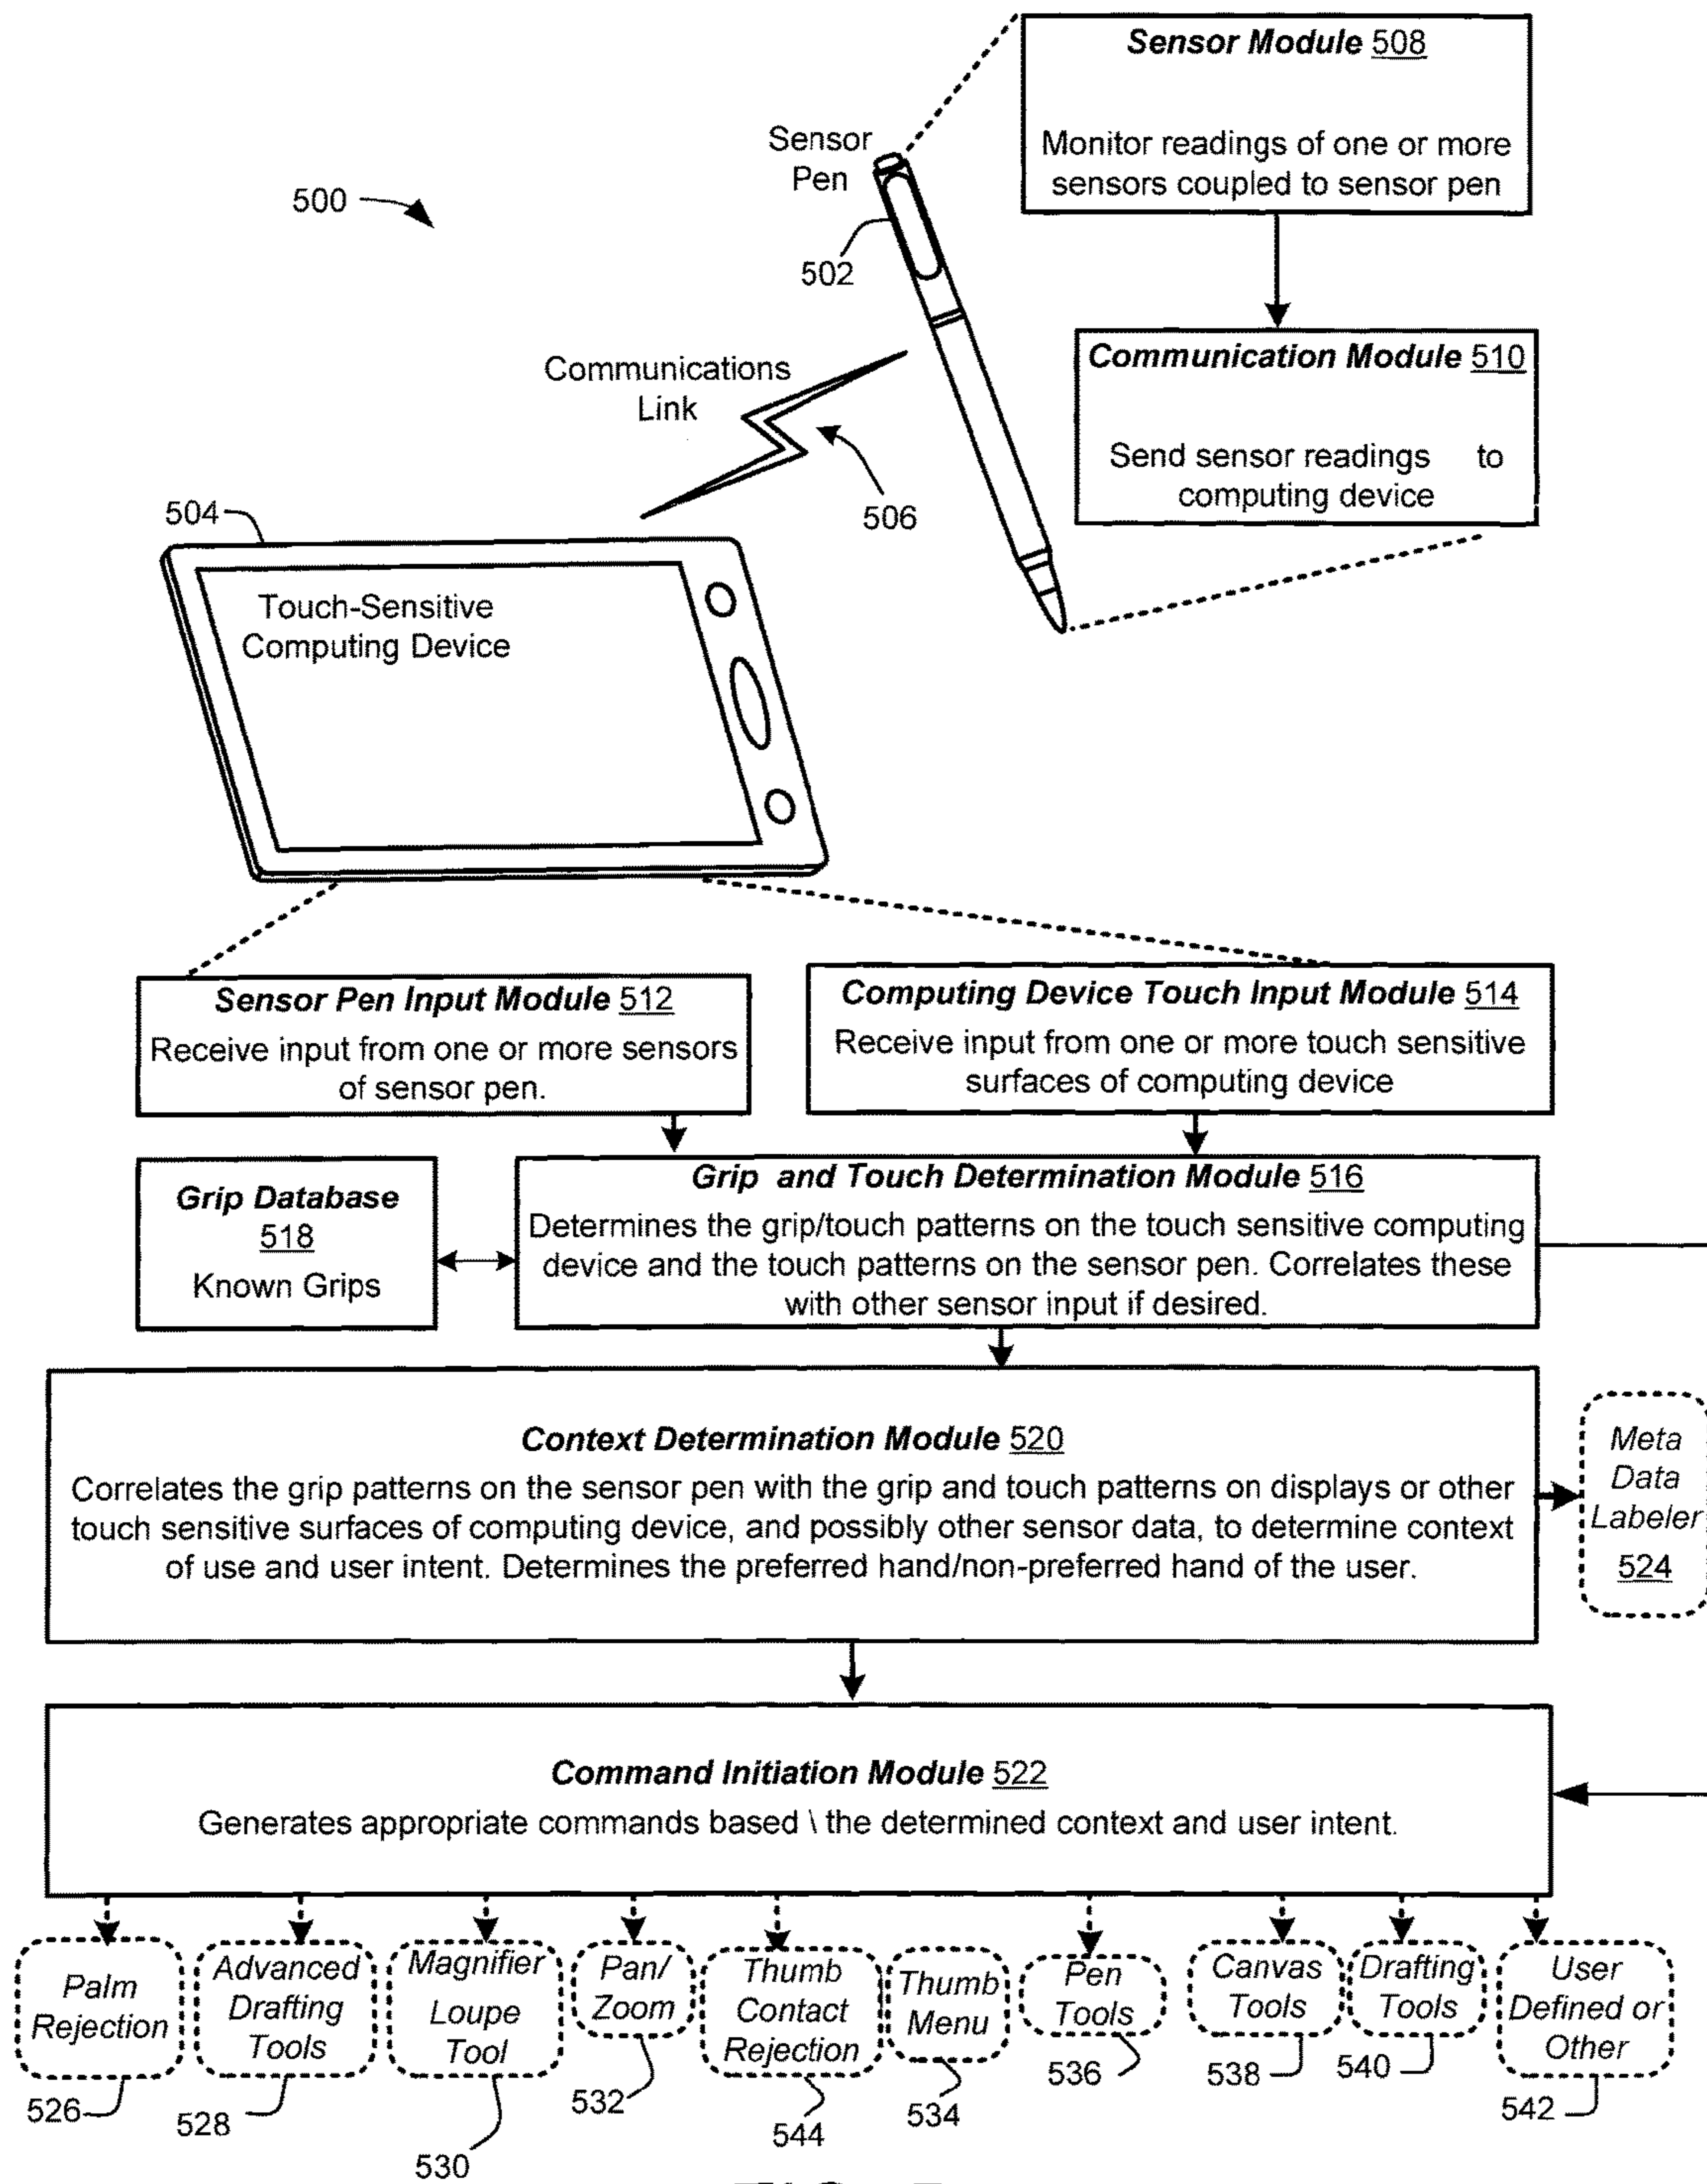 Sensor Module 508
Monitor readings of one or more
sensors coupled to sensor pen
Sensor
Pen
500
502
Communication Module 510
Send sensor readings to
computing device
Communications
Link
506
504
Touch-Sensitive
Computing Device
Sensor Pen Input Module 512
Receive input from one or more sensors
of sensor pen.
Computing Device Touch Input Module 514
Receive input from one or more touch sensitive
surfaces of computing device
Grip Database
518
Known Grips
Grip and Touch Determination Module 516
Determines the grip/touch patterns on the touch sensitive computing
device and the touch patterns on the sensor pen. Correlates these
with other sensor input if desired.
Context Determination Module 520
Correlates the grip patterns on the sensor pen with the grip and touch patterns on displays or other
touch sensitive surfaces of computing device, and possibly other sensor data, to determine context
of use and user intent. Determines the preferred hand/non-preferred hand of the user.
Meta
Data
Labeler
524
Command Initiation Module 522
Generates appropriate commands based \ the determined context and user intent.
Palm
Rejection
526
Advanced
Drafting
Tools
528
Magnifier
Loupe
Tool
530
Pan/
Zoom
532
Thumb
Contact
Rejection
544
Thumb
Menu
534
Pen
Tools
536
Canvas
Tools
538
Drafting
Tools
540
User
Defined or
Other
542